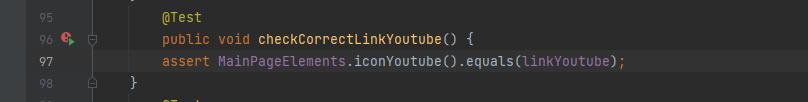 95 @Test
96 public void checkCorrectLinkYoutube() {
97 assert MainPageElements.iconYoutube().equals(linkYoutube);
98 }